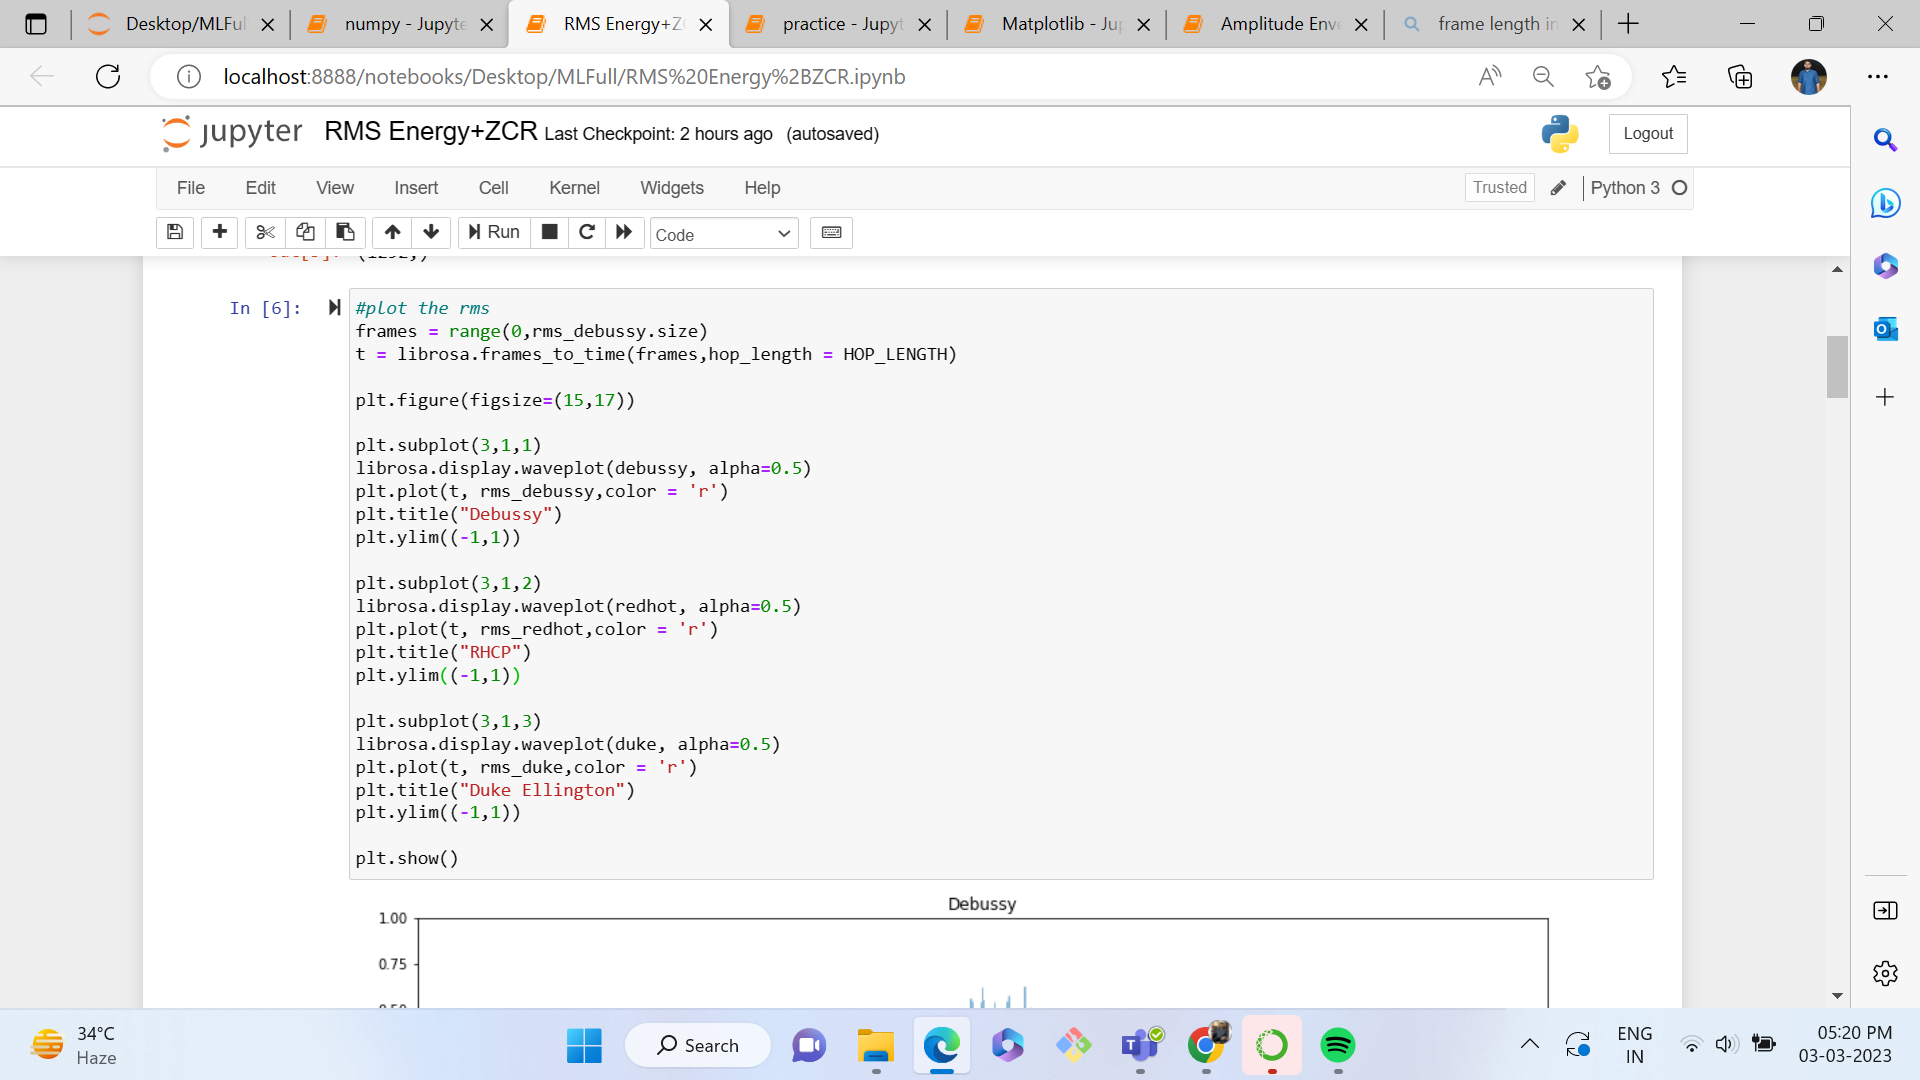 Desktop/MLFul
numpy - Jupyte
RMS Energy+Z
practice - Jupyt
Matplotlib - Jup
Amplitude Enve
frame length in
localhost:8888/notebooks/Desktop/MLFull/RMS%20Energy%2BZCR.ipynb
jupyter RMS Energy+ZCR Last Checkpoint: 2 hours ago (autosaved)
Logout
File Edit View Insert Cell Kernel Widgets Help
Trusted Python 3
Run Code
In [6]:
#plot the rms
frames = range(0,rms_debussy.size)
t = librosa.frames_to_time(frames,hop_length = HOP_LENGTH)
plt.figure(figsize=(15,17))
plt.subplot(3,1,1)
librosa.display.waveplot(debussy, alpha=0.5)
plt.plot(t, rms_debussy,color = 'r')
plt.title("Debussy")
plt.ylim((-1,1))
plt.subplot(3,1,2)
librosa.display.waveplot(redhot, alpha=0.5)
plt.plot(t, rms_redhot,color = 'r')
plt.title("RHCP")
plt.ylim((-1,1))
plt.subplot(3,1,3)
librosa.display.waveplot(duke, alpha=0.5)
plt.plot(t, rms_duke,color = 'r')
plt.title("Duke Ellington")
plt.ylim((-1,1))
plt.show()
Debussy
1.00
0.75
34°C
Haze
Search
ENG
IN
05:20 PM
03-03-2023